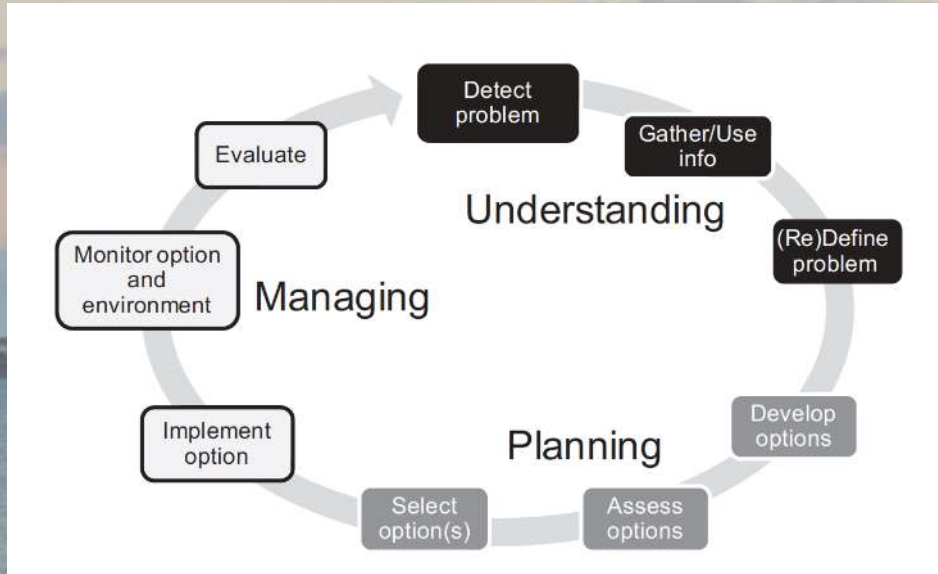 Detect
problem
Gather/Use
info
Understanding
(Re)Define
problem
Develop
options
Planning
Assess
options
Select
option(s)
Implement
option
Managing
Monitor option
and
environment
Evaluate